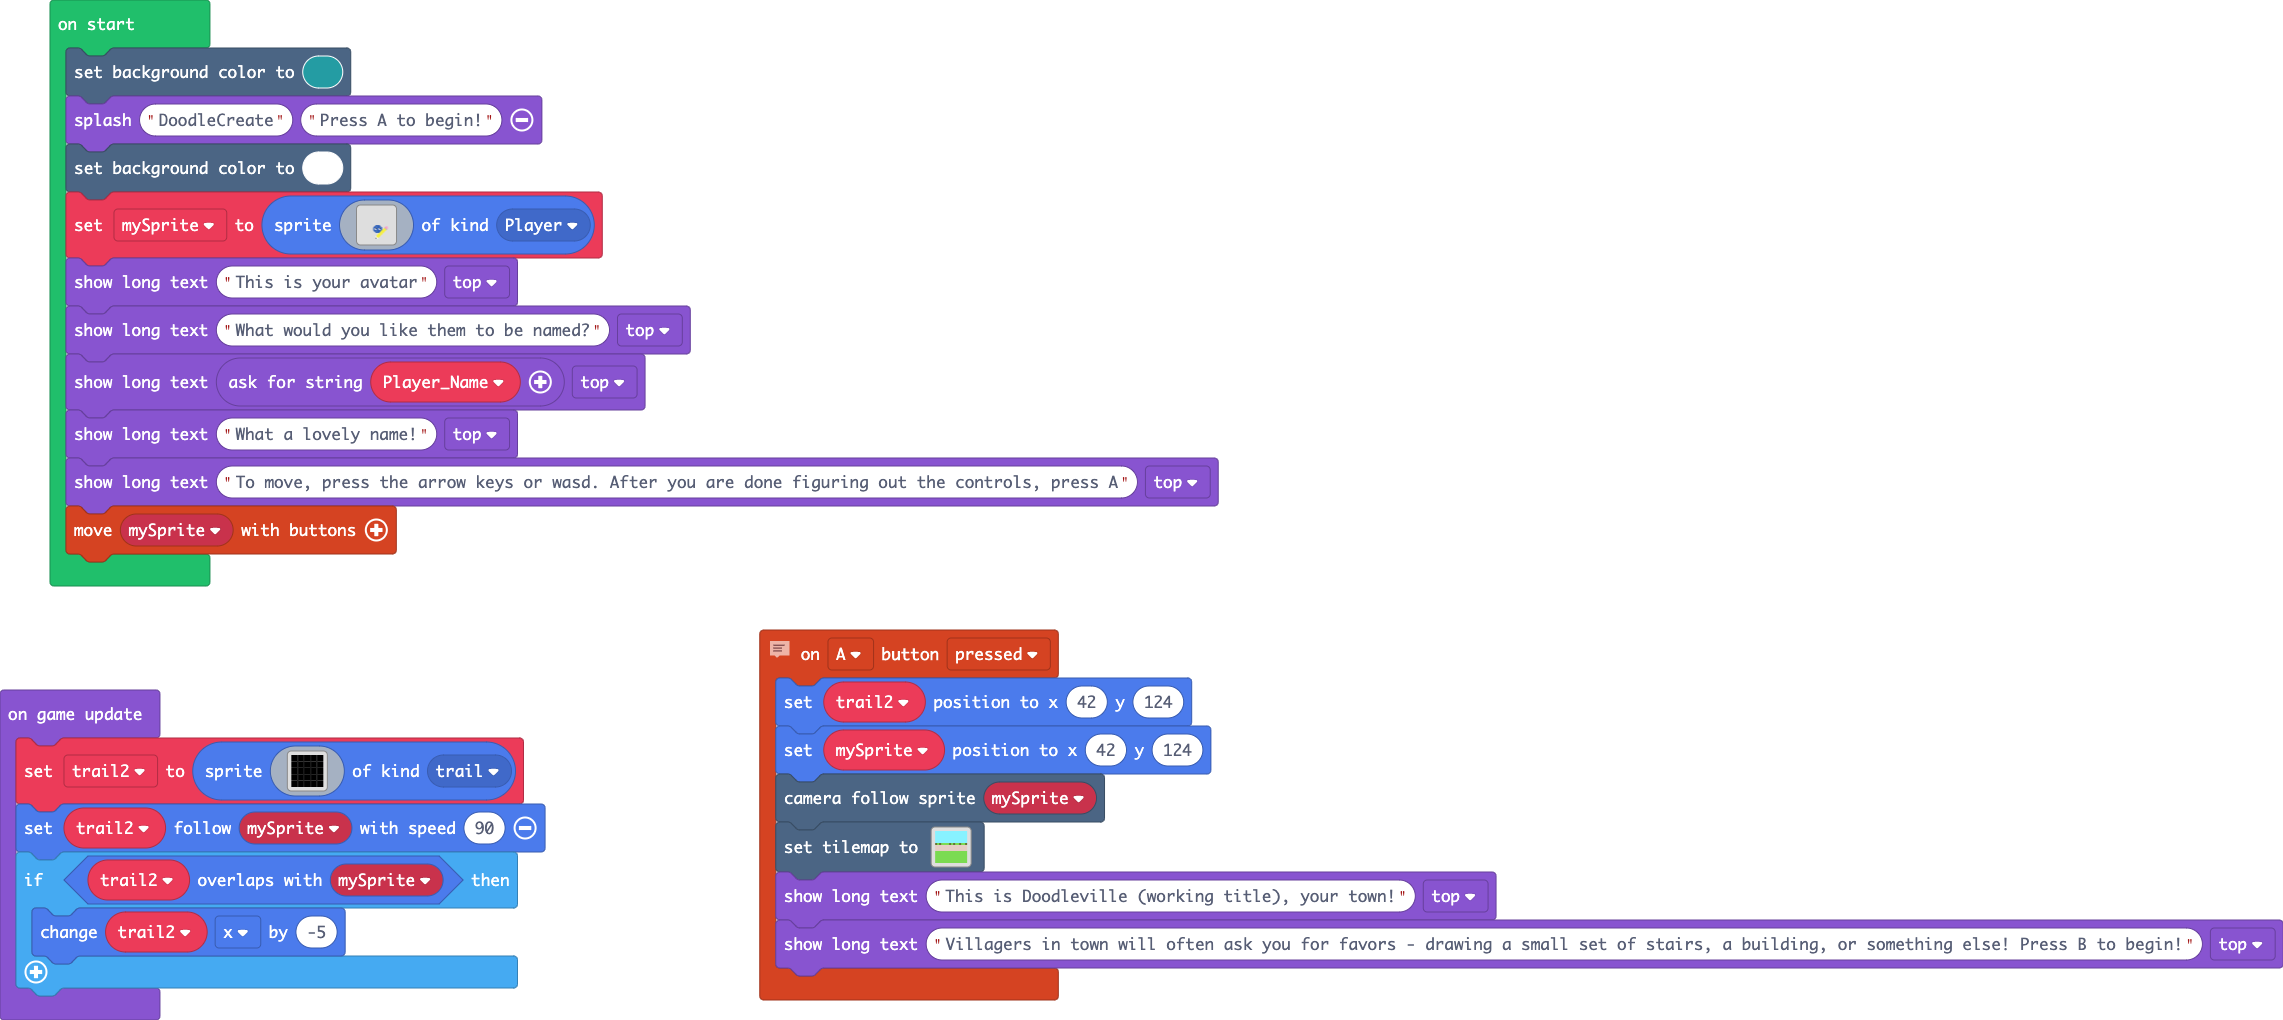 on start
set background color to
splash "DoodleCreate" "Press A to begin!"
set background color to
set mySprite to sprite of kind Player
show long text "This is your avatar" top
show long text "What would you like them to be named?" top
show long text ask for string Player_Name top
show long text "What a lovely name!" top
show long text "To move, press the arrow keys or wasd. After you are done figuring out the controls, press A" top
move mySprite with buttons
on game update
set trail2 to sprite of kind trail
set trail2 follow mySprite with speed 90
if trail2 overlaps with mySprite then
change trail2 x by -5
on A button pressed
set trail2 position to x 42 y 124
set mySprite position to x 42 y 124
camera follow sprite mySprite
set tilemap to
show long text "This is Doodleville (working title), your town!" top
show long text "Villagers in town will often ask you for favors - drawing a small set of stairs, a building, or something else! Press B to begin!" top